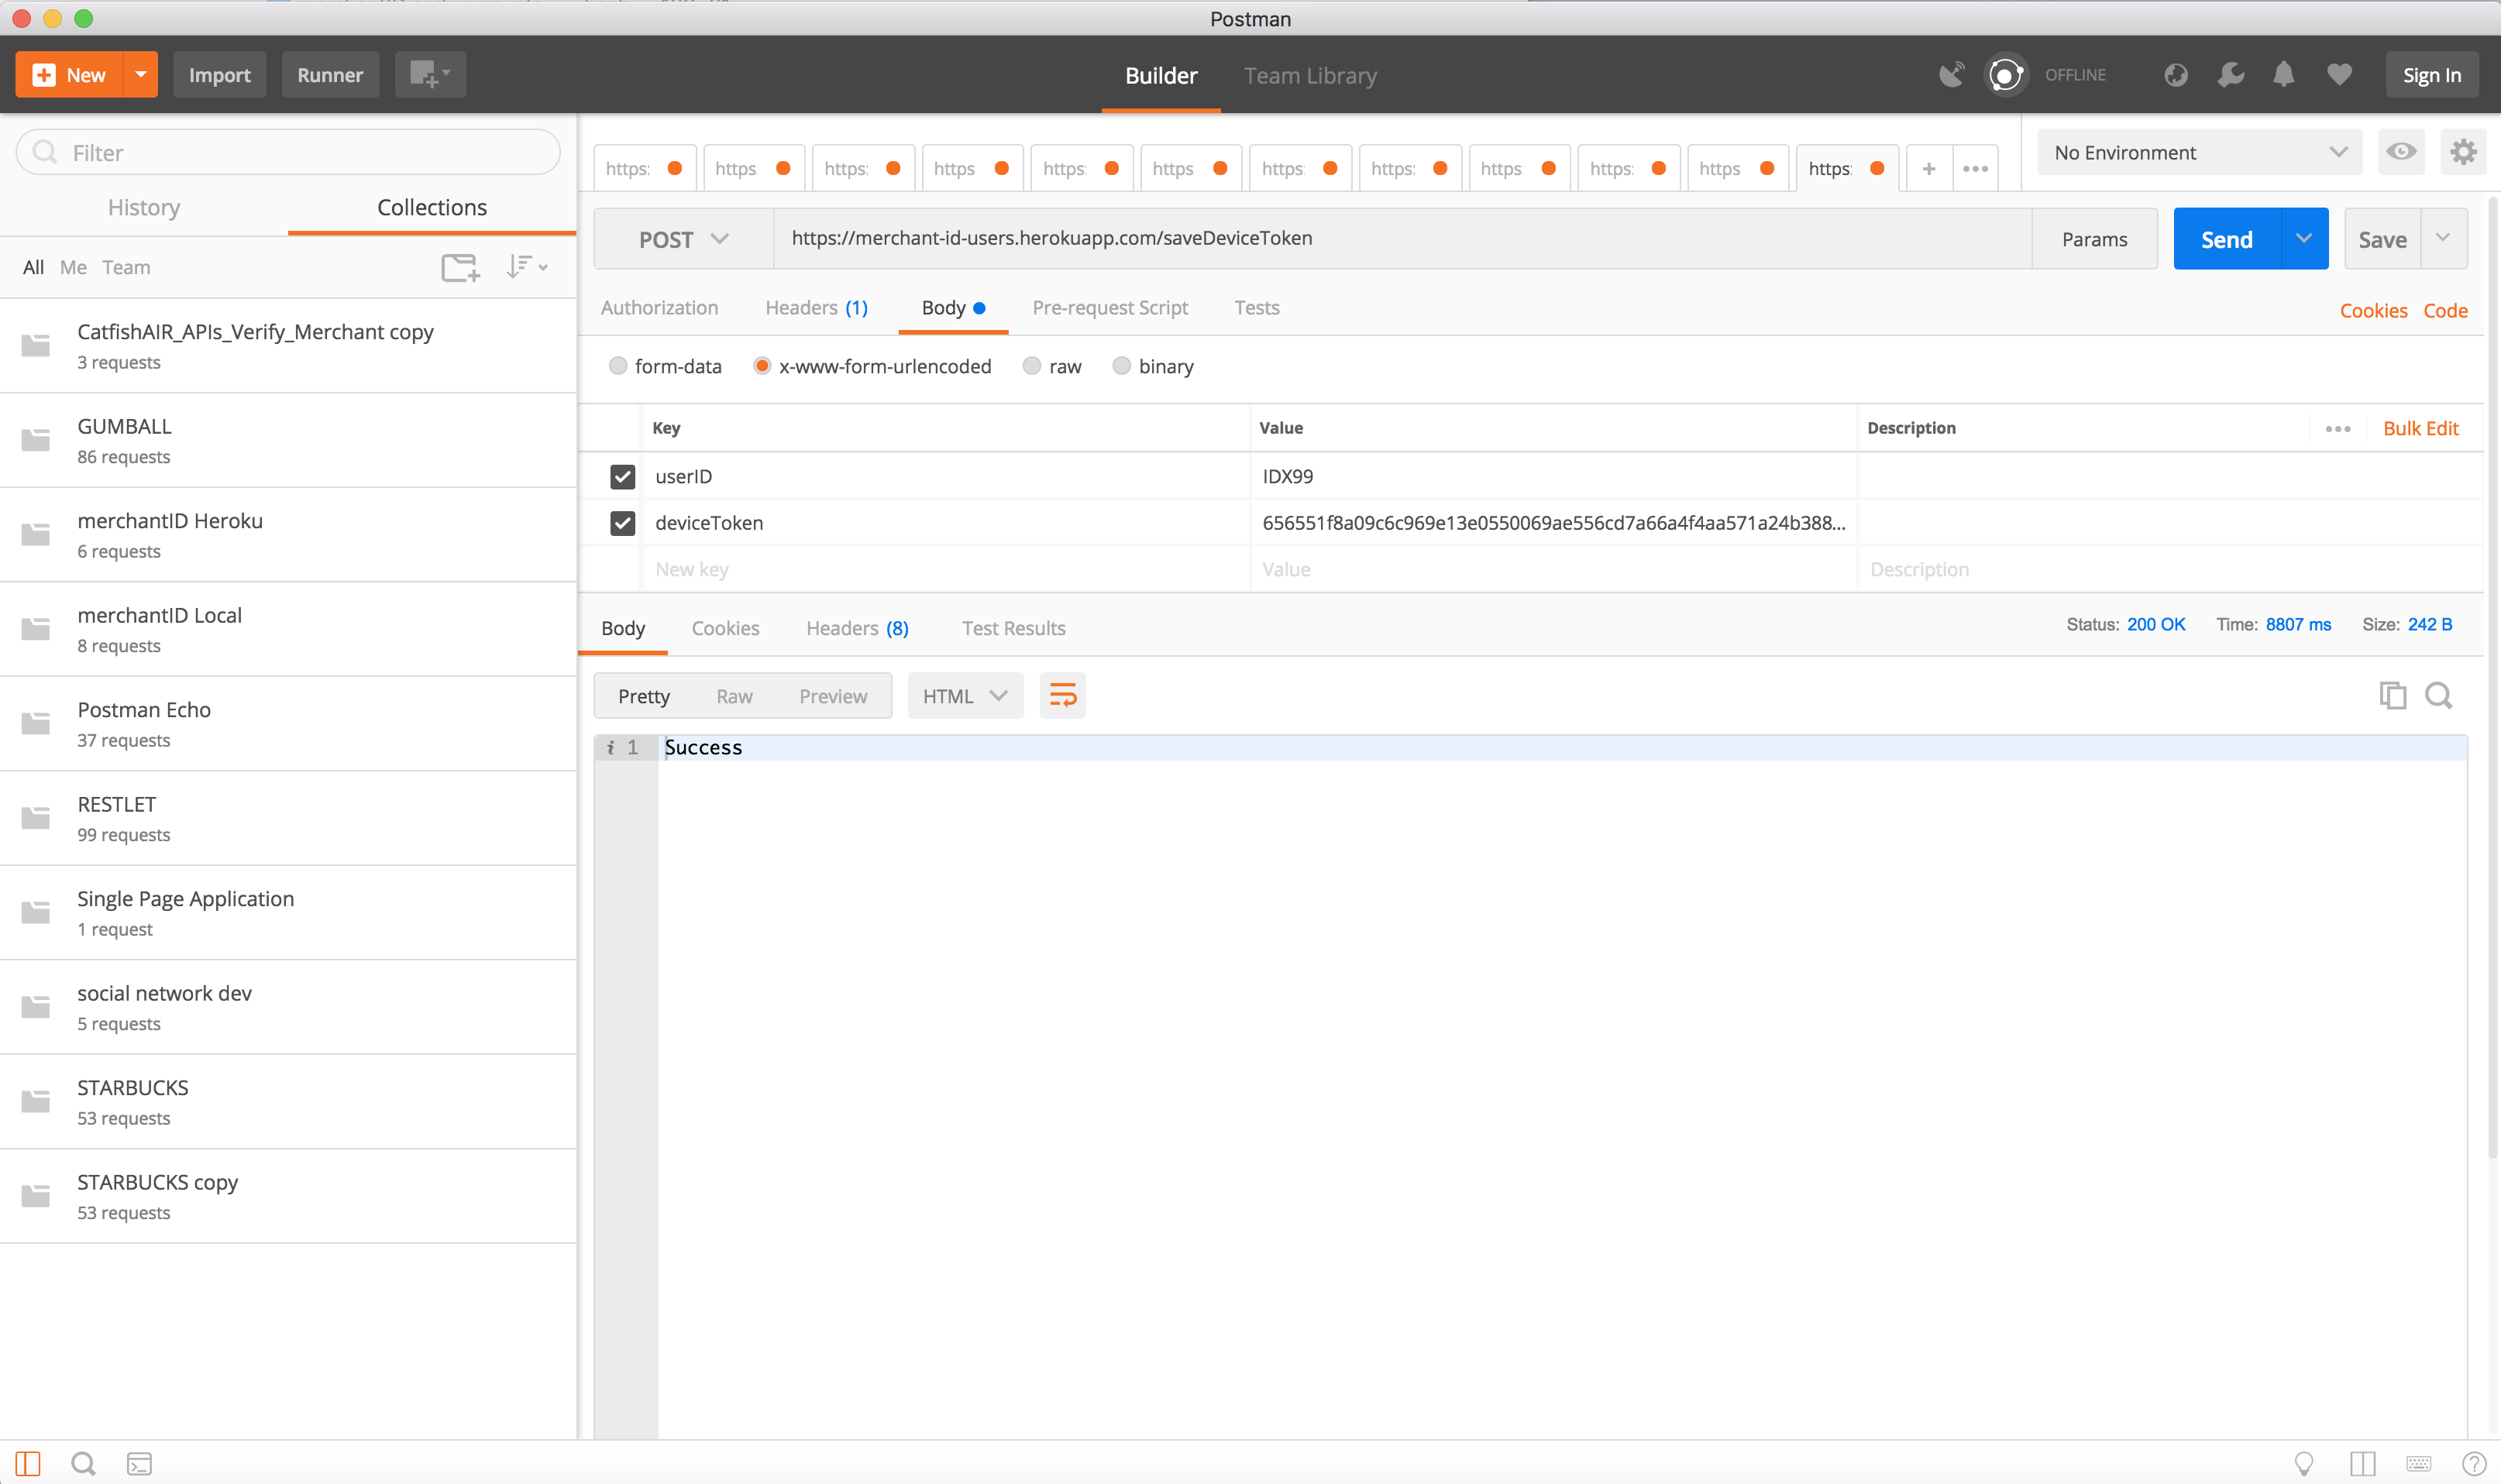 Postman
New
Import
Runner
Builder
Team Library
OFFLINE
Sign In
Filter
History
Collections
All Me Team
CatfishAIR_APIs_Verify_Merchant copy
3 requests
GUMBALL
86 requests
merchantID Heroku
6 requests
merchantID Local
8 requests
Postman Echo
37 requests
RESTLET
99 requests
Single Page Application
1 request
social network dev
5 requests
STARBUCKS
53 requests
STARBUCKS copy
53 requests
https: https https: https https: https https: https: https https: https https:
No Environment
POST
https://merchant-id-users.herokuapp.com/saveDeviceToken
Params
Send
Save
Authorization Headers (1) Body Pre-request Script Tests
Cookies Code
form-data x-www-form-urlencoded raw binary
Key Value Description Bulk Edit
userID IDX99
deviceToken 656551f8a09c6c969e13e0550069ae556cd7a66a4f4aa571a24b388...
New key Value Description
Body Cookies Headers (8) Test Results
Status: 200 OK Time: 8807 ms Size: 242 B
Pretty Raw Preview HTML
i 1 Success